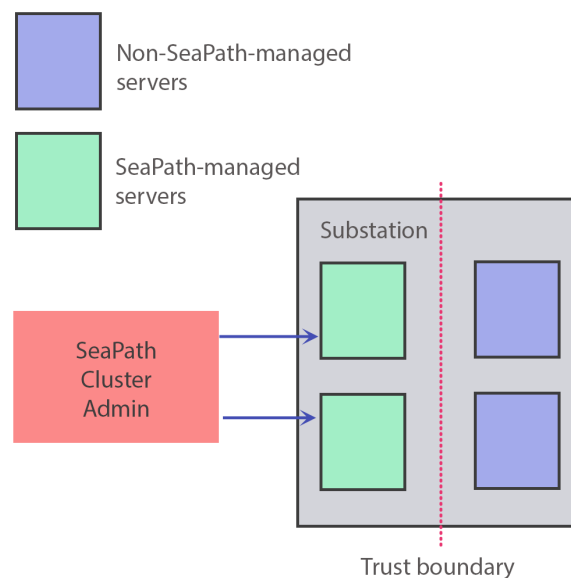 Non-SeaPath-managed
servers
SeaPath-managed
servers
Substation
SeaPath
Cluster
Admin
Trust boundary